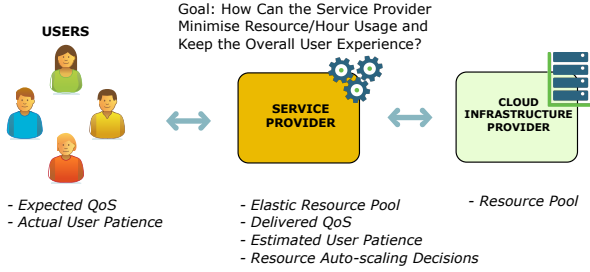 Goal: How Can the Service Provider
Minimise Resource/Hour Usage and
Keep the Overall User Experience?
USERS
SERVICE
PROVIDER
CLOUD
INFRASTRUCTURE
PROVIDER
- Expected QoS
- Actual User Patience
- Elastic Resource Pool
- Delivered QoS
- Estimated User Patience
- Resource Auto-scaling Decisions
- Resource Pool